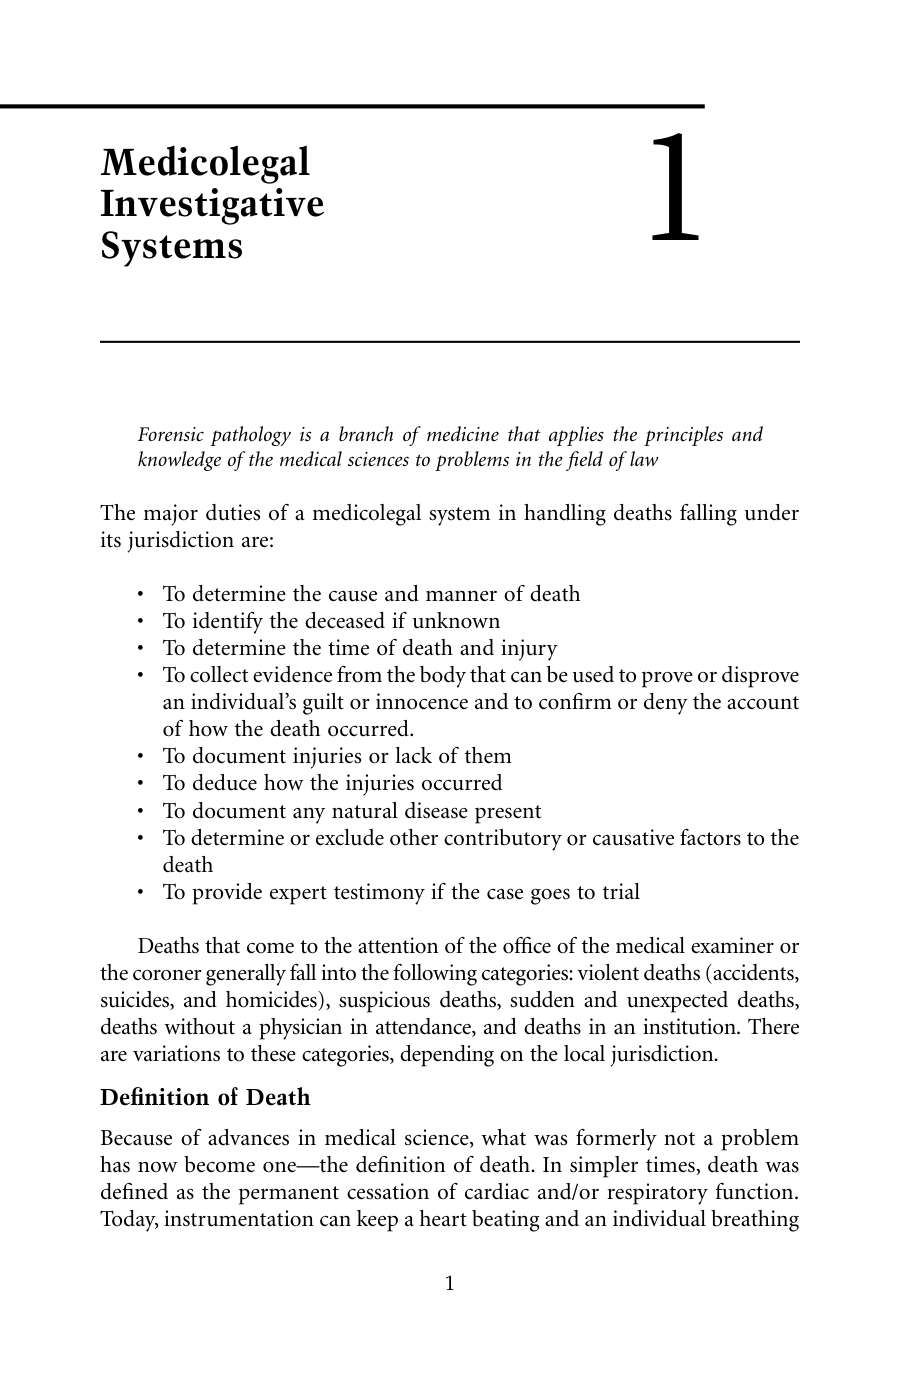 Medicolegal
Investigative
Systems
1
Forensic pathology is a branch of medicine that applies the principles and
knowledge of the medical sciences to problems in the field of law
The major duties of a medicolegal system in handling deaths falling under
its jurisdiction are:
• To determine the cause and manner of death
• To identify the deceased if unknown
• To determine the time of death and injury
• To collect evidence from the body that can be used to prove or disprove
an individual’s guilt or innocence and to confirm or deny the account
of how the death occurred.
• To document injuries or lack of them
• To deduce how the injuries occurred
• To document any natural disease present
• To determine or exclude other contributory or causative factors to the
death
• To provide expert testimony if the case goes to trial
Deaths that come to the attention of the office of the medical examiner or
the coroner generally fall into the following categories: violent deaths (accidents,
suicides, and homicides), suspicious deaths, sudden and unexpected deaths,
deaths without a physician in attendance, and deaths in an institution. There
are variations to these categories, depending on the local jurisdiction.
Definition of Death
Because of advances in medical science, what was formerly not a problem
has now become one—the definition of death. In simpler times, death was
defined as the permanent cessation of cardiac and/or respiratory function.
Today, instrumentation can keep a heart beating and an individual breathing
1